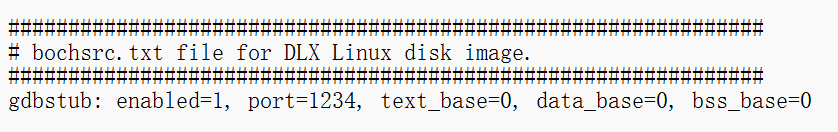 ###############################################################
# bochsrc.txt file for DLX Linux disk image.
###############################################################
gdbstub: enabled=1, port=1234, text_base=0, data_base=0, bss_base=0